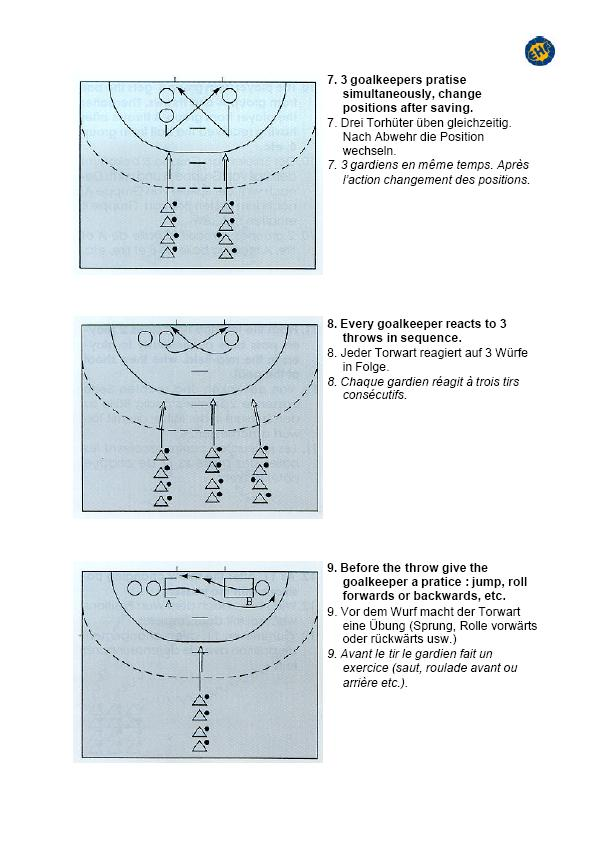 EHF
7. 3 goalkeepers pratise
simultaneously, change
positions after saving.
7. Drei Torhüter üben gleichzeitig.
Nach Abwehr die Position
wechseln.
7. 3 gardiens en même temps. Après
l'action changement des positions.
8. Every goalkeeper reacts to 3
throws in sequence.
8. Jeder Torwart reagiert auf 3 Würfe
in Folge.
8. Chaque gardien réagit à trois tirs
consécutifs.
9. Before the throw give the
goalkeeper a pratice : jump, roll
forwards or backwards, etc.
9. Vor dem Wurf macht der Torwart
eine Übung (Sprung, Rolle vorwärts
oder rückwärts usw.)
9. Avant le tir le gardien fait un
exercice (saut, roulade avant ou
arrière etc.).
A
B